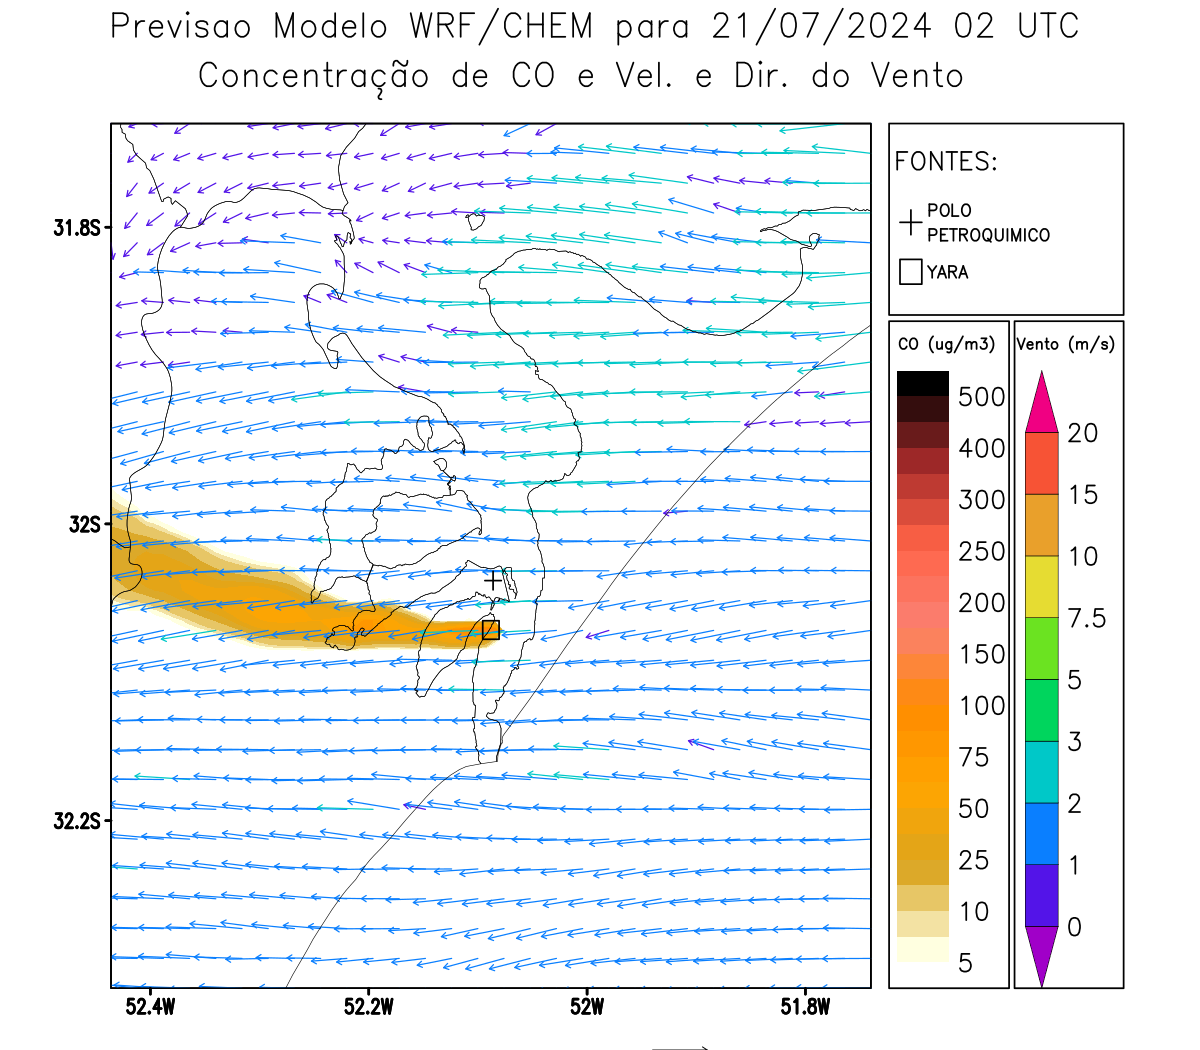 Previsao Modelo WRF/CHEM para 21/07/2024 02 UTC
Concentração de CO e Vel. e Dir. do Vento
FONTES:
POLO
PETROQUIMICO
YARA
CO (ug/m3)
500
400
300
250
200
150
100
75
50
25
10
5
Vento (m/s)
20
15
10
7.5
5
3
2
1
0
31.8S
32S
32.2S
52.4W
52.2W
52W
51.8W